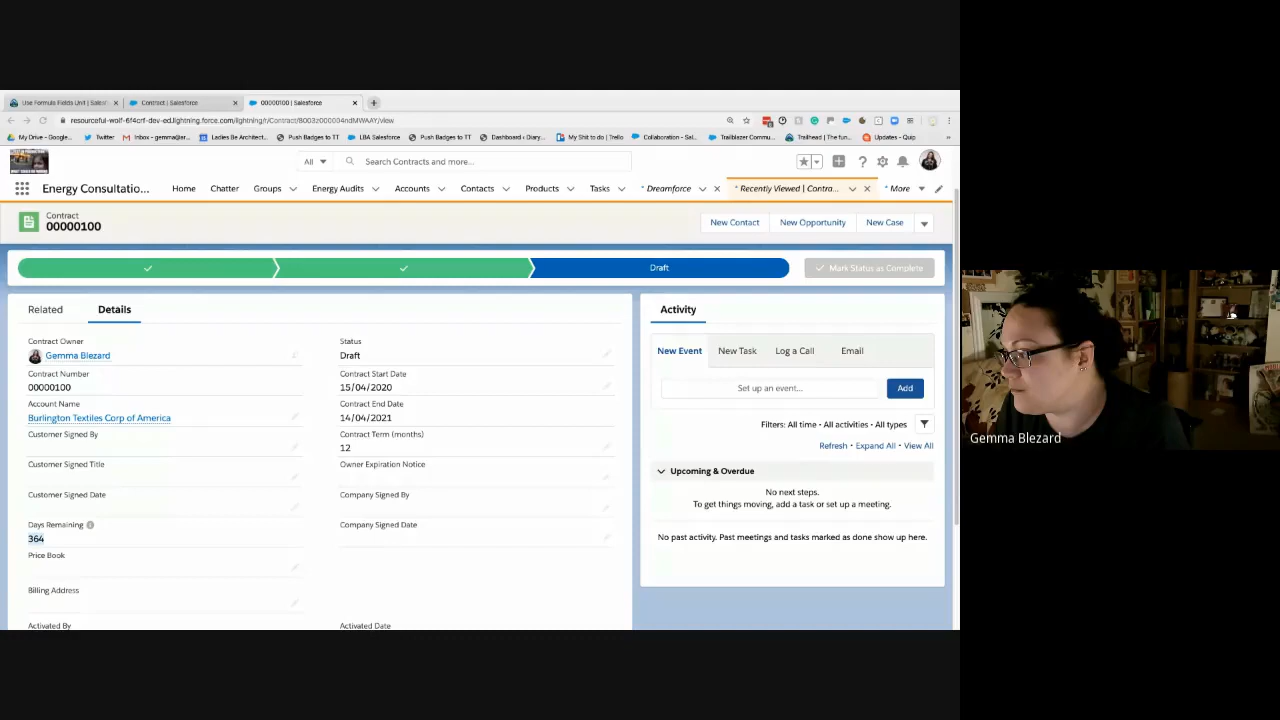 Use Formula Fields Unit | Salesf
Contract | Salesforce
00000100 | Salesforce
resourceful-wolf-6f4crf-dev-ed.lightning.force.com/lightning/r/Contract/8003z000004ndMWAAY/view
My Drive - Google...
Twitter
Inbox - gemma@er...
Ladies Be Architect...
Push Badges to TT
LBA Salesforce
Push Badges to TT
Dashboard ‹ Diary...
My Shit to do | Trello
Collaboration - Sal...
Trailblazer Commu...
Trailhead | The fun...
Updates - Quip
All
Search Contracts and more...
Energy Consultatio...
Home
Chatter
Groups
Energy Audits
Accounts
Contacts
Products
Tasks
* Dreamforce
* Recently Viewed | Contra...
* More
Contract
00000100
New Contact
New Opportunity
New Case
Draft
Mark Status as Complete
Related
Details
Contract Owner
Gemma Blezard
Contract Number
00000100
Account Name
Burlington Textiles Corp of America
Customer Signed By
Customer Signed Title
Customer Signed Date
Days Remaining
364
Price Book
Billing Address
Activated By
Status
Draft
Contract Start Date
15/04/2020
Contract End Date
14/04/2021
Contract Term (months)
12
Owner Expiration Notice
Company Signed By
Company Signed Date
Activated Date
Activity
New Event
New Task
Log a Call
Email
Set up an event...
Add
Filters: All time • All activities • All types
Refresh • Expand All • View All
Upcoming & Overdue
No next steps.
To get things moving, add a task or set up a meeting.
No past activity. Past meetings and tasks marked as done show up here.
Gemma Blezard